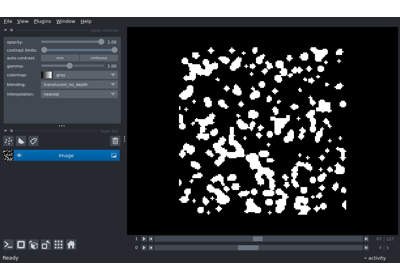 File View Plugins Window Help
opacity: 1.00
contrast limits:
auto-contrast: once continuous
gamma: 1.00
colormap: gray
blending: translucent_no_depth
interpolation: nearest
image
1
0
Ready
activity